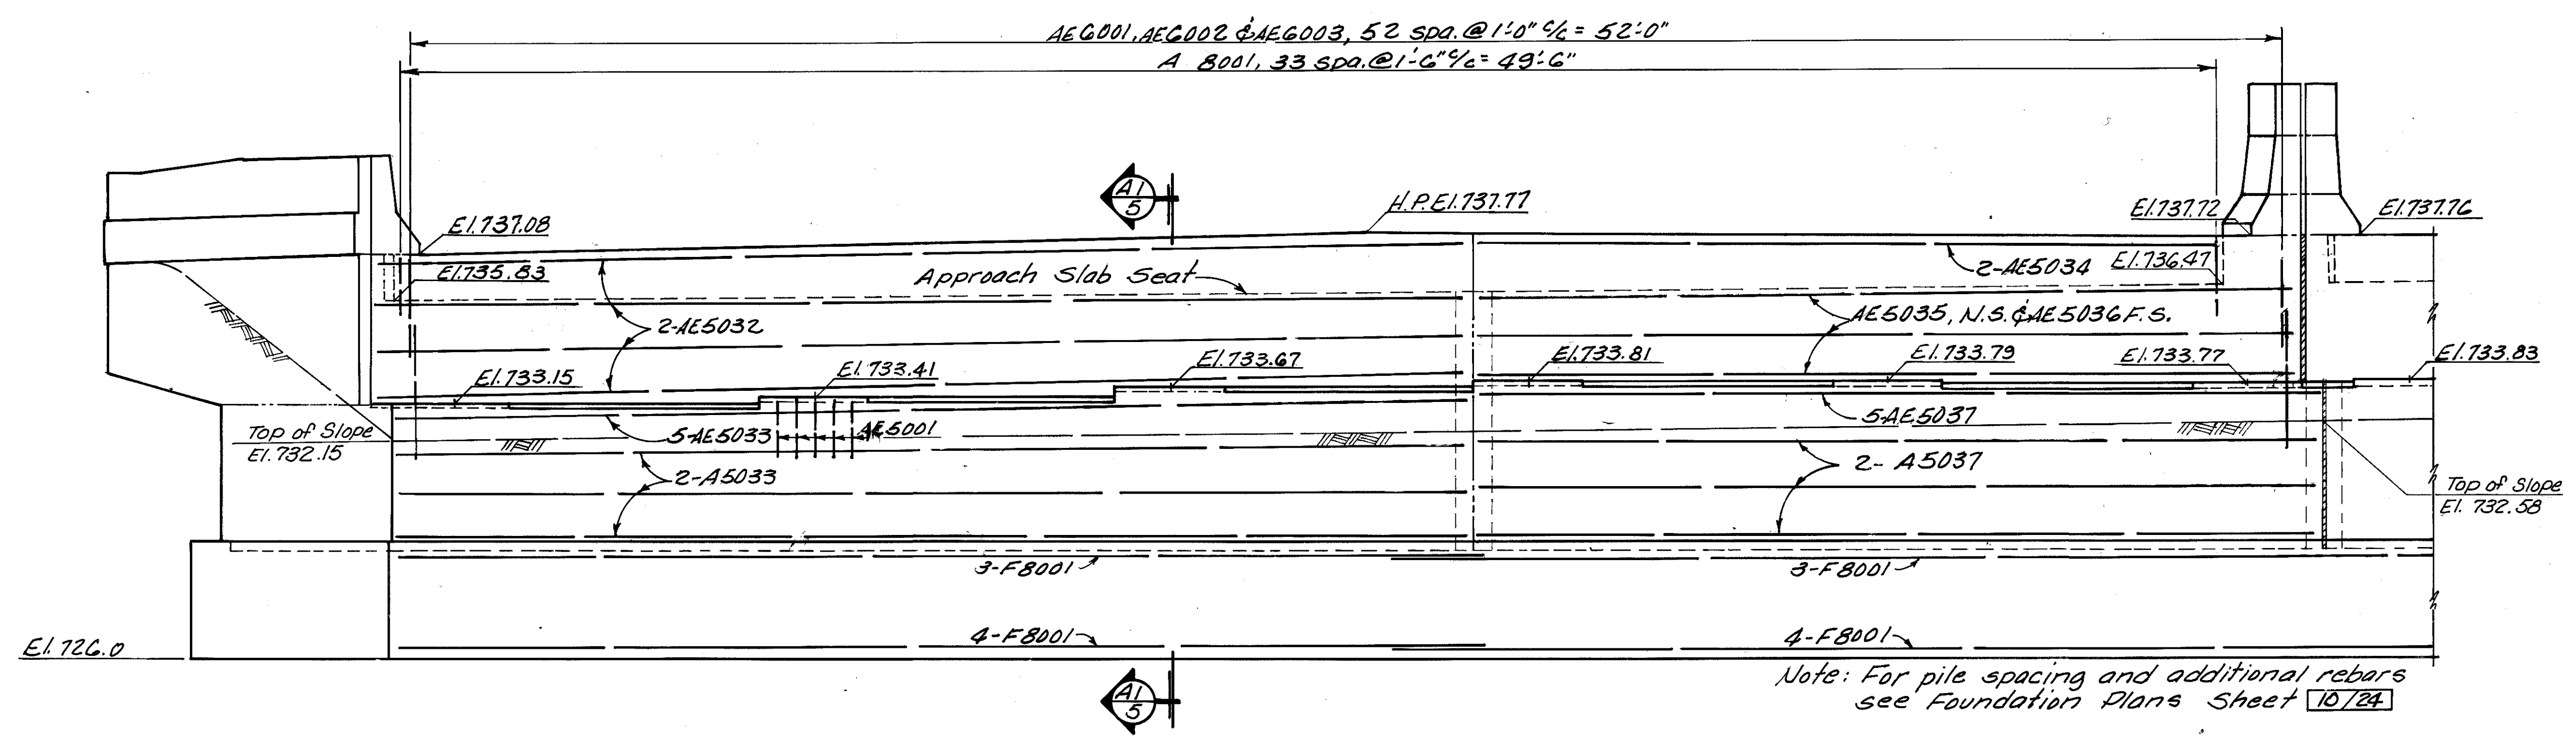 AE6001, AE6002 & AE6003, 52 spa. @ 1'-0" c/c = 52'-0"
A 8001, 33 spa. @ 1'-6" c/c = 49'-6"
A1
5
H.P. El. 737.77
El. 737.08
El. 737.72
El. 737.76
El. 735.83
Approach Slab Seat
2-AE5034
El. 736.47
2-AE5032
AE5035, N.S. & AE5036 F.S.
El. 733.15
El. 733.41
El. 733.67
El. 733.81
El. 733.79
El. 733.77
El. 733.83
Top of Slope
El. 732.15
5-AE5033
AE5001
5-AE5037
2-A5033
2- A5037
Top of Slope
El. 732.58
3-F8001
3-F8001
4-F8001
4-F8001
El. 726.0
A1
5
Note: For pile spacing and additional rebars
see Foundation Plans Sheet 10/24